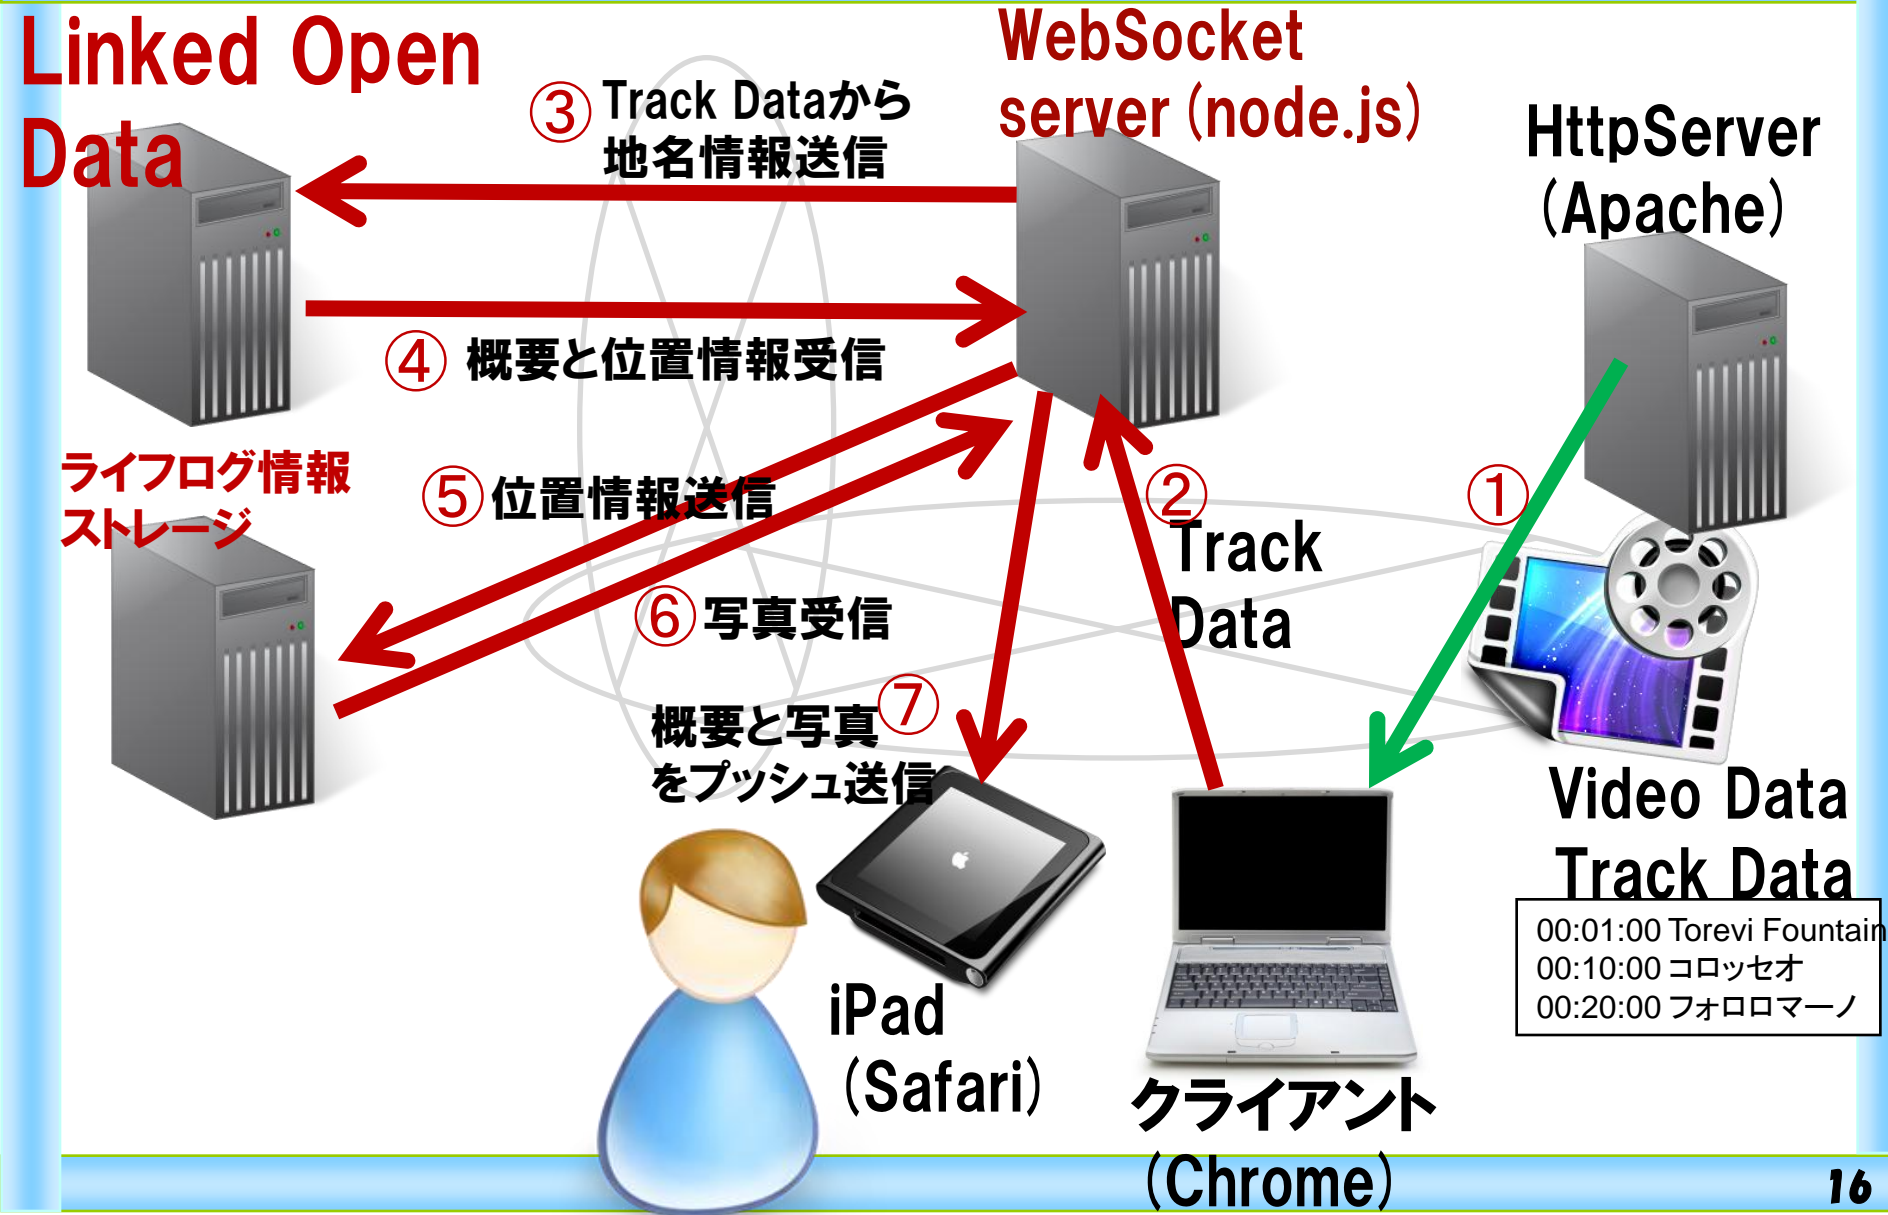 Linked Open
Data
WebSocket
server (node.js)
HttpServer
(Apache)
③ Track Dataから
地名情報送信
④ 概要と位置情報受信
ライフログ情報
ストレージ
⑤ 位置情報送信
②
Track
Data
①
⑥ 写真受信
⑦
概要と写真
をプッシュ送信
Video Data
Track Data
00:01:00 Torevi Fountain
00:10:00 コロッセオ
00:20:00 フォロロマーノ
iPad
(Safari)
クライアント
(Chrome)
16